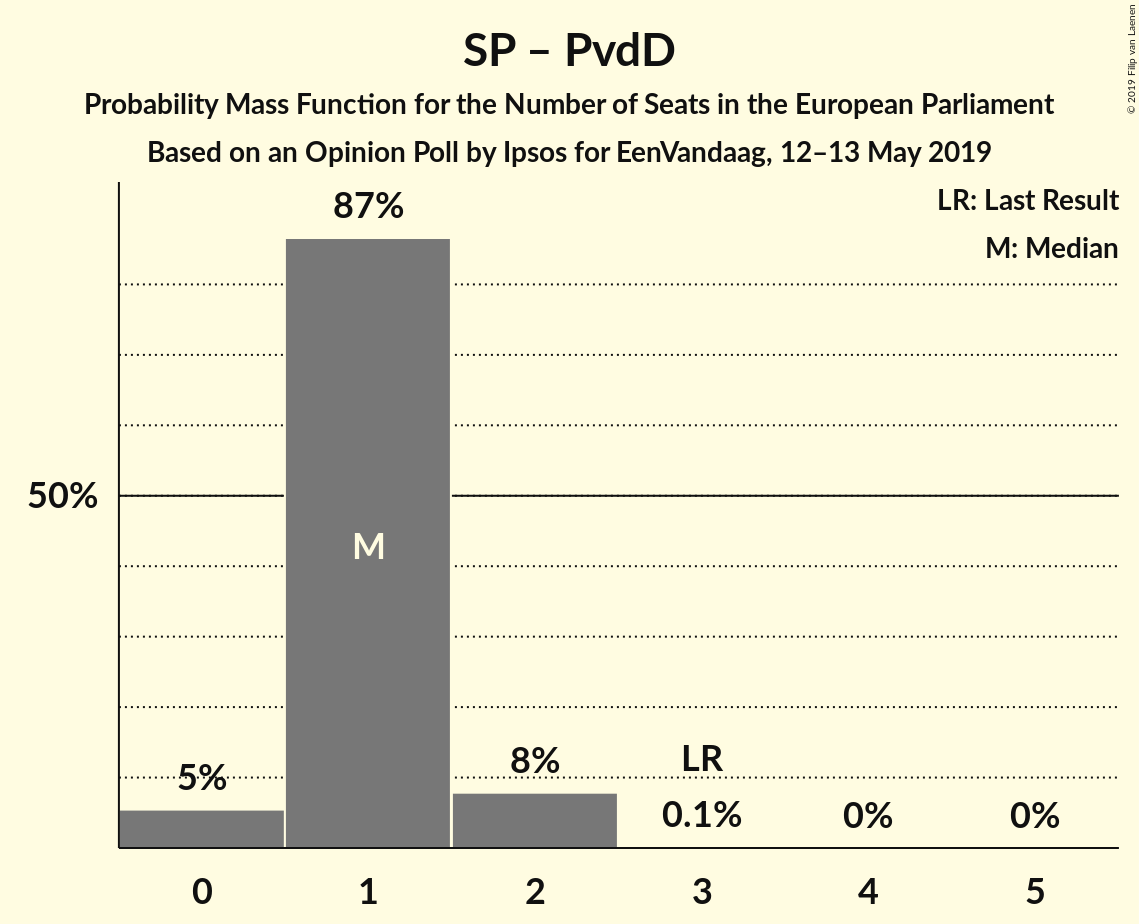 SP – PvdD
Probability Mass Function for the Number of Seats in the European Parliament
Based on an Opinion Poll by Ipsos for EenVandaag, 12–13 May 2019
© 2019 Filip van Laenen
LR: Last Result
M: Median
87%
50%
M
5%
8%
LR
0.1%
0%
0%
0
1
2
3
4
5